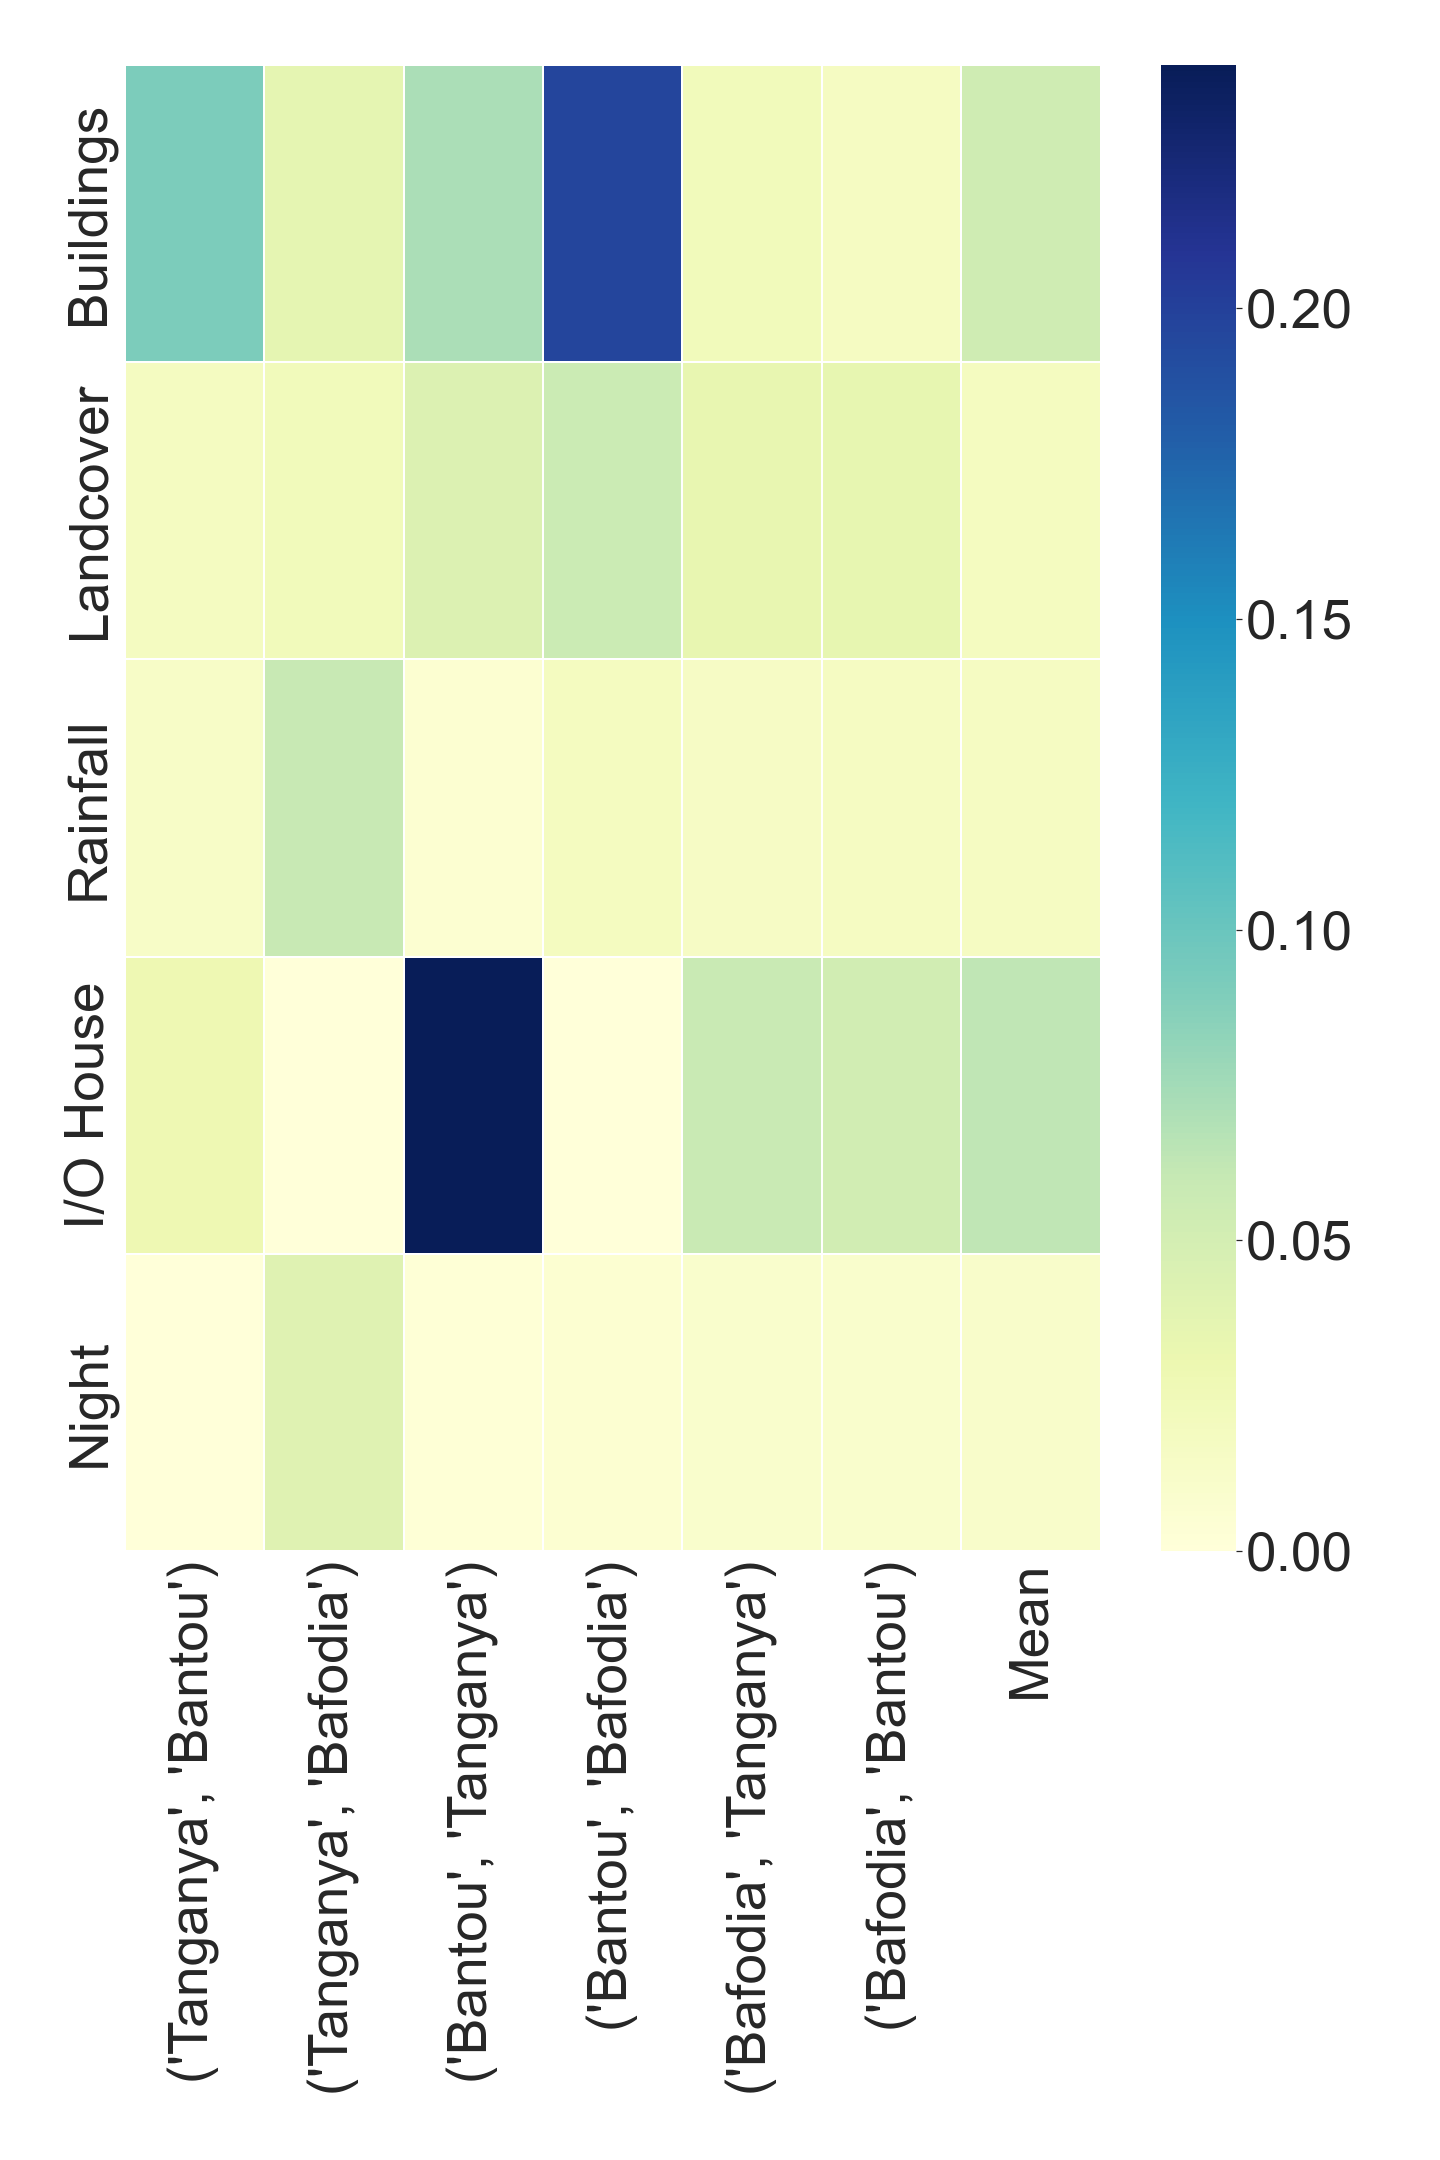 Buildings
Landcover
Rainfall
I/O House
Night
('Tanganya', 'Bantou')
('Tanganya', 'Bafodia')
('Bantou', 'Tanganya')
('Bantou', 'Bafodia')
('Bafodia', 'Tanganya')
('Bafodia', 'Bantou')
Mean
0.20
0.15
0.10
0.05
0.00